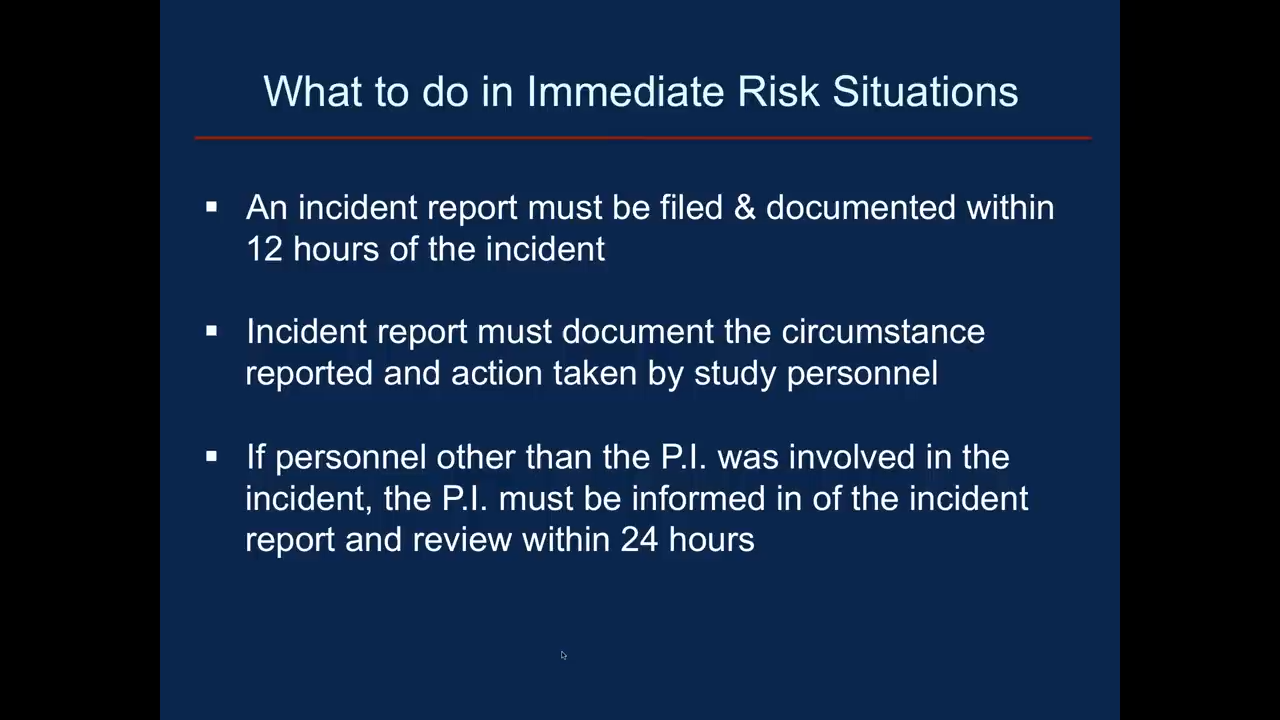 What to do in Immediate Risk Situations
▪ An incident report must be filed & documented within
12 hours of the incident
▪ Incident report must document the circumstance
reported and action taken by study personnel
▪ If personnel other than the P.I. was involved in the
incident, the P.I. must be informed in of the incident
report and review within 24 hours